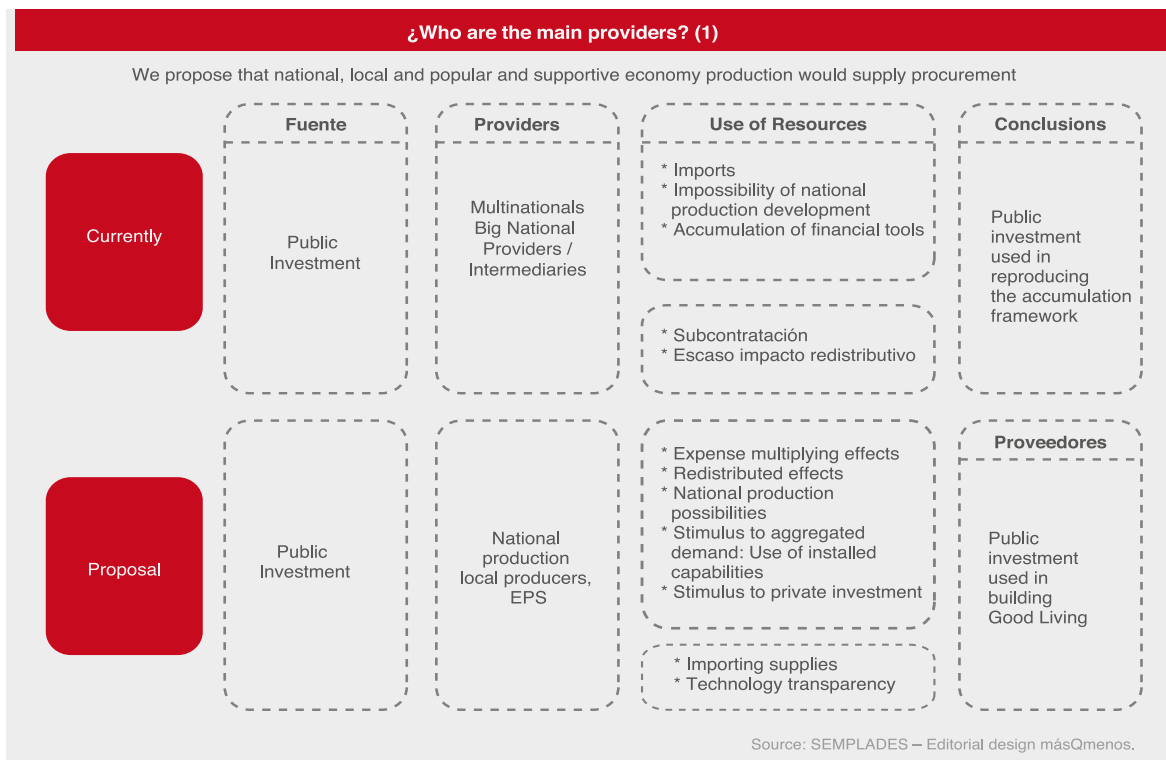 ¿Who are the main providers? (1)
We propose that national, local and popular and supportive economy production would supply procurement
Fuente
Providers
Use of Resources
Conclusions
Currently
Public
Investment
Multinationals
Big National
Providers /
Intermediaries
* Imports
* Impossibility of national
production development
* Accumulation of financial tools
* Subcontratación
* Escaso impacto redistributivo
Public
investment
used in
reproducing
the accumulation
framework
Proposal
Public
Investment
National
production
local producers,
EPS
* Expense multiplying effects
* Redistributed effects
* National production
possibilities
* Stimulus to aggregated
demand: Use of installed
capabilities
* Stimulus to private investment
* Importing supplies
* Technology transparency
Proveedores
Public
investment
used in
building
Good Living
Source: SEMPLADES – Editorial design másQmenos.